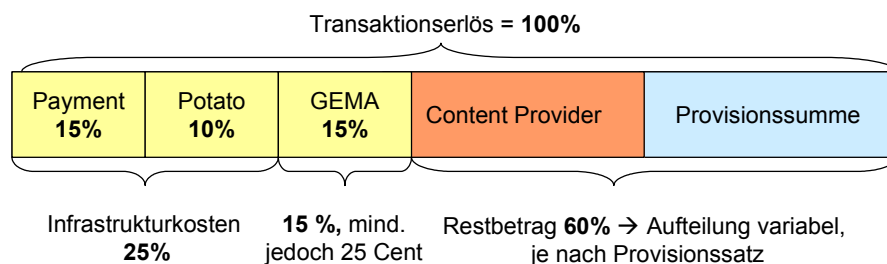 Transaktionserlös = 100%
Payment
15%
Potato
10%
GEMA
15%
Content Provider
Provisionssumme
Infrastrukturkosten
25%
15 %, mind.
jedoch 25 Cent
Restbetrag 60% → Aufteilung variabel,
je nach Provisionssatz